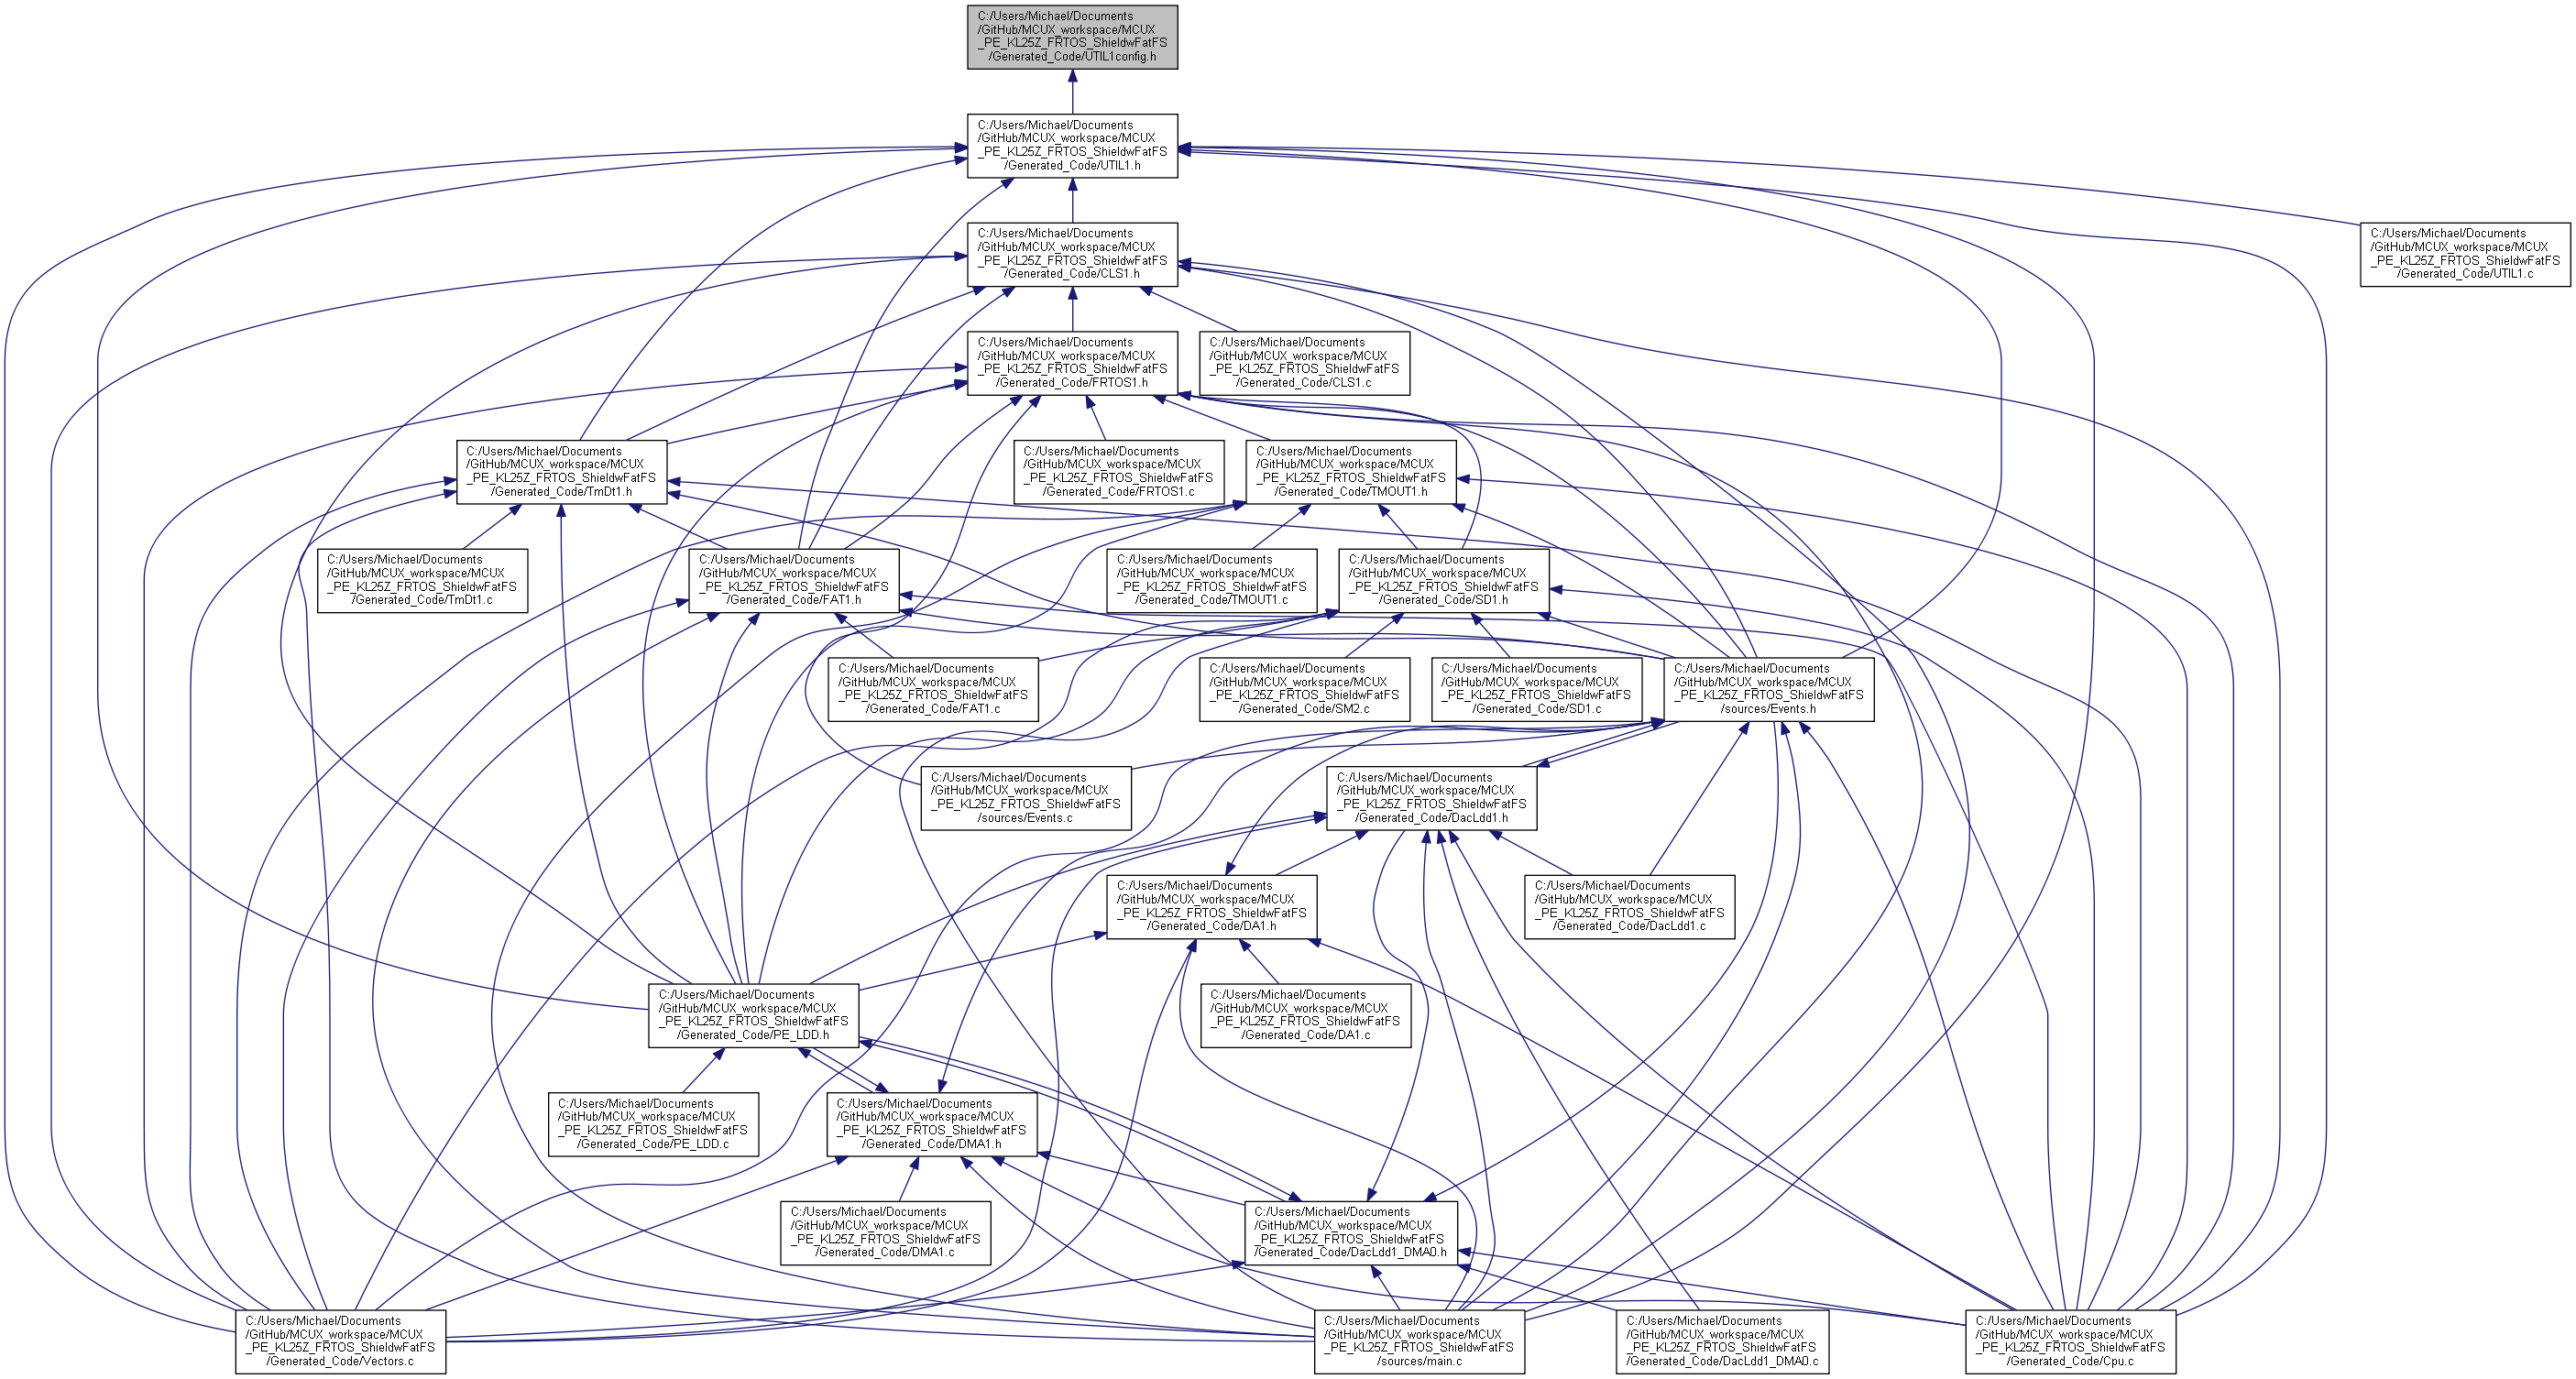 C:/Users/Michael/Documents
/GitHub/MCUX_workspace/MCUX
_PE_KL25Z_FRTOS_ShieldwFatFS
/Generated_Code/UTIL1config.h
C:/Users/Michael/Documents
/GitHub/MCUX_workspace/MCUX
_PE_KL25Z_FRTOS_ShieldwFatFS
/Generated_Code/UTIL1.h
C:/Users/Michael/Documents
/GitHub/MCUX_workspace/MCUX
_PE_KL25Z_FRTOS_ShieldwFatFS
/Generated_Code/CLS1.h
C:/Users/Michael/Documents
/GitHub/MCUX_workspace/MCUX
_PE_KL25Z_FRTOS_ShieldwFatFS
/Generated_Code/UTIL1.c
C:/Users/Michael/Documents
/GitHub/MCUX_workspace/MCUX
_PE_KL25Z_FRTOS_ShieldwFatFS
/Generated_Code/FRTOS1.h
C:/Users/Michael/Documents
/GitHub/MCUX_workspace/MCUX
_PE_KL25Z_FRTOS_ShieldwFatFS
/Generated_Code/CLS1.c
C:/Users/Michael/Documents
/GitHub/MCUX_workspace/MCUX
_PE_KL25Z_FRTOS_ShieldwFatFS
/Generated_Code/TmDt1.h
C:/Users/Michael/Documents
/GitHub/MCUX_workspace/MCUX
_PE_KL25Z_FRTOS_ShieldwFatFS
/Generated_Code/FRTOS1.c
C:/Users/Michael/Documents
/GitHub/MCUX_workspace/MCUX
_PE_KL25Z_FRTOS_ShieldwFatFS
/Generated_Code/TMOUT1.h
C:/Users/Michael/Documents
/GitHub/MCUX_workspace/MCUX
_PE_KL25Z_FRTOS_ShieldwFatFS
/Generated_Code/TmDt1.c
C:/Users/Michael/Documents
/GitHub/MCUX_workspace/MCUX
_PE_KL25Z_FRTOS_ShieldwFatFS
/Generated_Code/FAT1.h
C:/Users/Michael/Documents
/GitHub/MCUX_workspace/MCUX
_PE_KL25Z_FRTOS_ShieldwFatFS
/Generated_Code/TMOUT1.c
C:/Users/Michael/Documents
/GitHub/MCUX_workspace/MCUX
_PE_KL25Z_FRTOS_ShieldwFatFS
/Generated_Code/SD1.h
C:/Users/Michael/Documents
/GitHub/MCUX_workspace/MCUX
_PE_KL25Z_FRTOS_ShieldwFatFS
/Generated_Code/FAT1.c
C:/Users/Michael/Documents
/GitHub/MCUX_workspace/MCUX
_PE_KL25Z_FRTOS_ShieldwFatFS
/Generated_Code/SM2.c
C:/Users/Michael/Documents
/GitHub/MCUX_workspace/MCUX
_PE_KL25Z_FRTOS_ShieldwFatFS
/Generated_Code/SD1.c
C:/Users/Michael/Documents
/GitHub/MCUX_workspace/MCUX
_PE_KL25Z_FRTOS_ShieldwFatFS
/sources/Events.h
C:/Users/Michael/Documents
/GitHub/MCUX_workspace/MCUX
_PE_KL25Z_FRTOS_ShieldwFatFS
/sources/Events.c
C:/Users/Michael/Documents
/GitHub/MCUX_workspace/MCUX
_PE_KL25Z_FRTOS_ShieldwFatFS
/Generated_Code/DacLdd1.h
C:/Users/Michael/Documents
/GitHub/MCUX_workspace/MCUX
_PE_KL25Z_FRTOS_ShieldwFatFS
/Generated_Code/DA1.h
C:/Users/Michael/Documents
/GitHub/MCUX_workspace/MCUX
_PE_KL25Z_FRTOS_ShieldwFatFS
/Generated_Code/DacLdd1.c
C:/Users/Michael/Documents
/GitHub/MCUX_workspace/MCUX
_PE_KL25Z_FRTOS_ShieldwFatFS
/Generated_Code/PE_LDD.h
C:/Users/Michael/Documents
/GitHub/MCUX_workspace/MCUX
_PE_KL25Z_FRTOS_ShieldwFatFS
/Generated_Code/DA1.c
C:/Users/Michael/Documents
/GitHub/MCUX_workspace/MCUX
_PE_KL25Z_FRTOS_ShieldwFatFS
/Generated_Code/PE_LDD.c
C:/Users/Michael/Documents
/GitHub/MCUX_workspace/MCUX
_PE_KL25Z_FRTOS_ShieldwFatFS
/Generated_Code/DMA1.h
C:/Users/Michael/Documents
/GitHub/MCUX_workspace/MCUX
_PE_KL25Z_FRTOS_ShieldwFatFS
/Generated_Code/DMA1.c
C:/Users/Michael/Documents
/GitHub/MCUX_workspace/MCUX
_PE_KL25Z_FRTOS_ShieldwFatFS
/Generated_Code/DacLdd1_DMA0.h
C:/Users/Michael/Documents
/GitHub/MCUX_workspace/MCUX
_PE_KL25Z_FRTOS_ShieldwFatFS
/Generated_Code/Vectors.c
C:/Users/Michael/Documents
/GitHub/MCUX_workspace/MCUX
_PE_KL25Z_FRTOS_ShieldwFatFS
/sources/main.c
C:/Users/Michael/Documents
/GitHub/MCUX_workspace/MCUX
_PE_KL25Z_FRTOS_ShieldwFatFS
/Generated_Code/DacLdd1_DMA0.c
C:/Users/Michael/Documents
/GitHub/MCUX_workspace/MCUX
_PE_KL25Z_FRTOS_ShieldwFatFS
/Generated_Code/Cpu.c